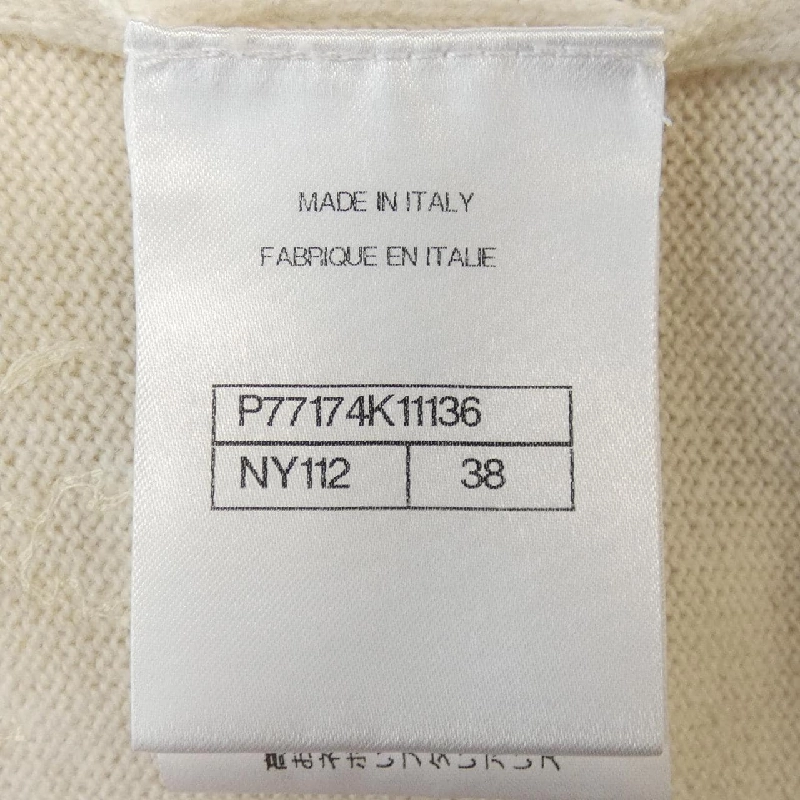 MADE IN ITALY
FABRIQUE EN ITALIE
P77174K11136
NY112 38